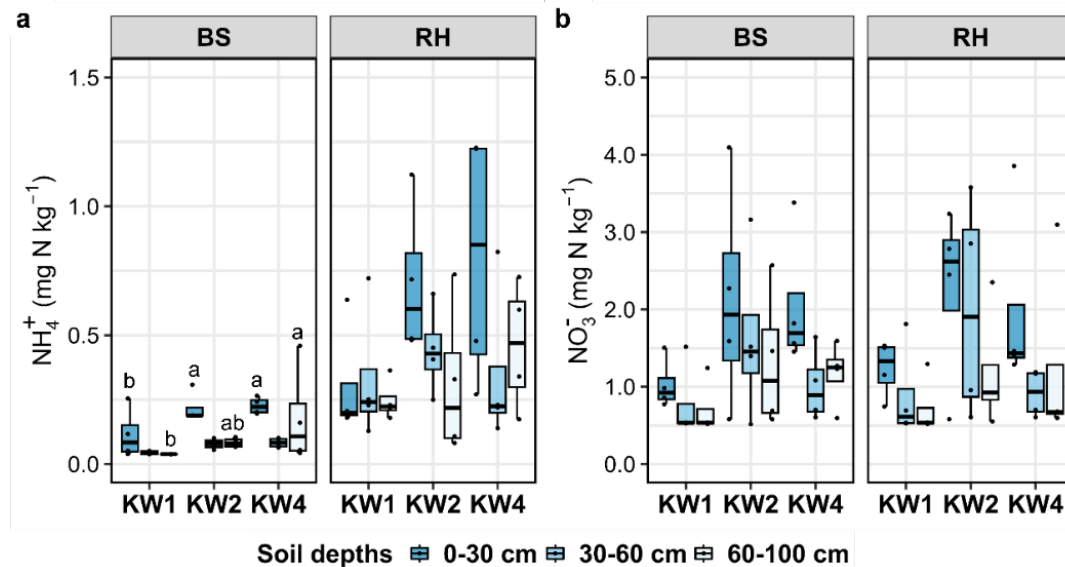 a b
BS RH BS RH
NH₄⁺ (mg N kg⁻¹)
1.5
1.0
0.5
0.0
b b a ab a a
KW1 KW2 KW4 KW1 KW2 KW4
NO₃⁻ (mg N kg⁻¹)
5.0
4.0
3.0
2.0
1.0
0.0
KW1 KW2 KW4 KW1 KW2 KW4
Soil depths 0-30 cm 30-60 cm 60-100 cm